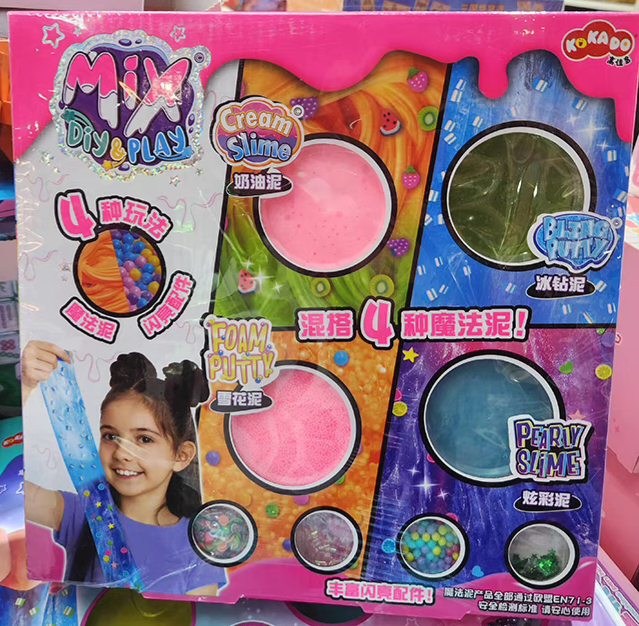 MiX
DiY & PLAY
KOKADO
Cream
Slime
奶油泥
BLING
PUTTY
冰钻泥
4种玩法
魔法泥
闪亮配件
混搭4种魔法泥!
FOAM
PUTTY
雪花泥
PEARLY
SLIME
炫彩泥
丰富闪亮配件!
魔法泥产品全部通过欧盟EN71-3
安全检测标准 请安心使用